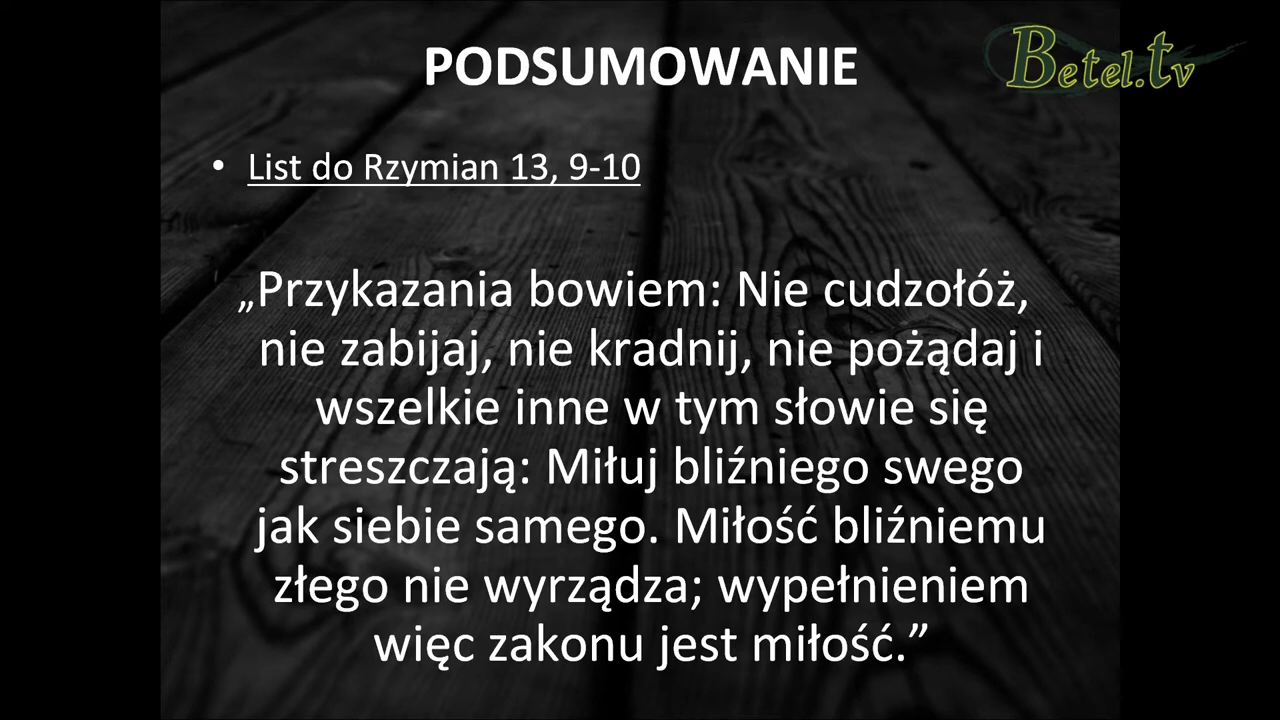 PODSUMOWANIE
Betel.tv
• List do Rzymian 13, 9-10
„Przykazania bowiem: Nie cudzołóż,
nie zabijaj, nie kradnij, nie pożądaj i
wszelkie inne w tym słowie się
streszczają: Miłuj bliźniego swego
jak siebie samego. Miłość bliźniemu
złego nie wyrządza; wypełnieniem
więc zakonu jest miłość.”